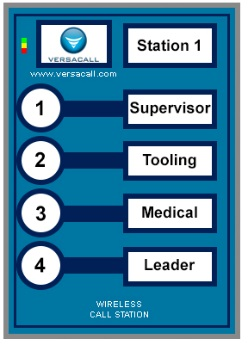 VERSACALL
Station 1
www.versacall.com
1 Supervisor
2 Tooling
3 Medical
4 Leader
WIRELESS
CALL STATION